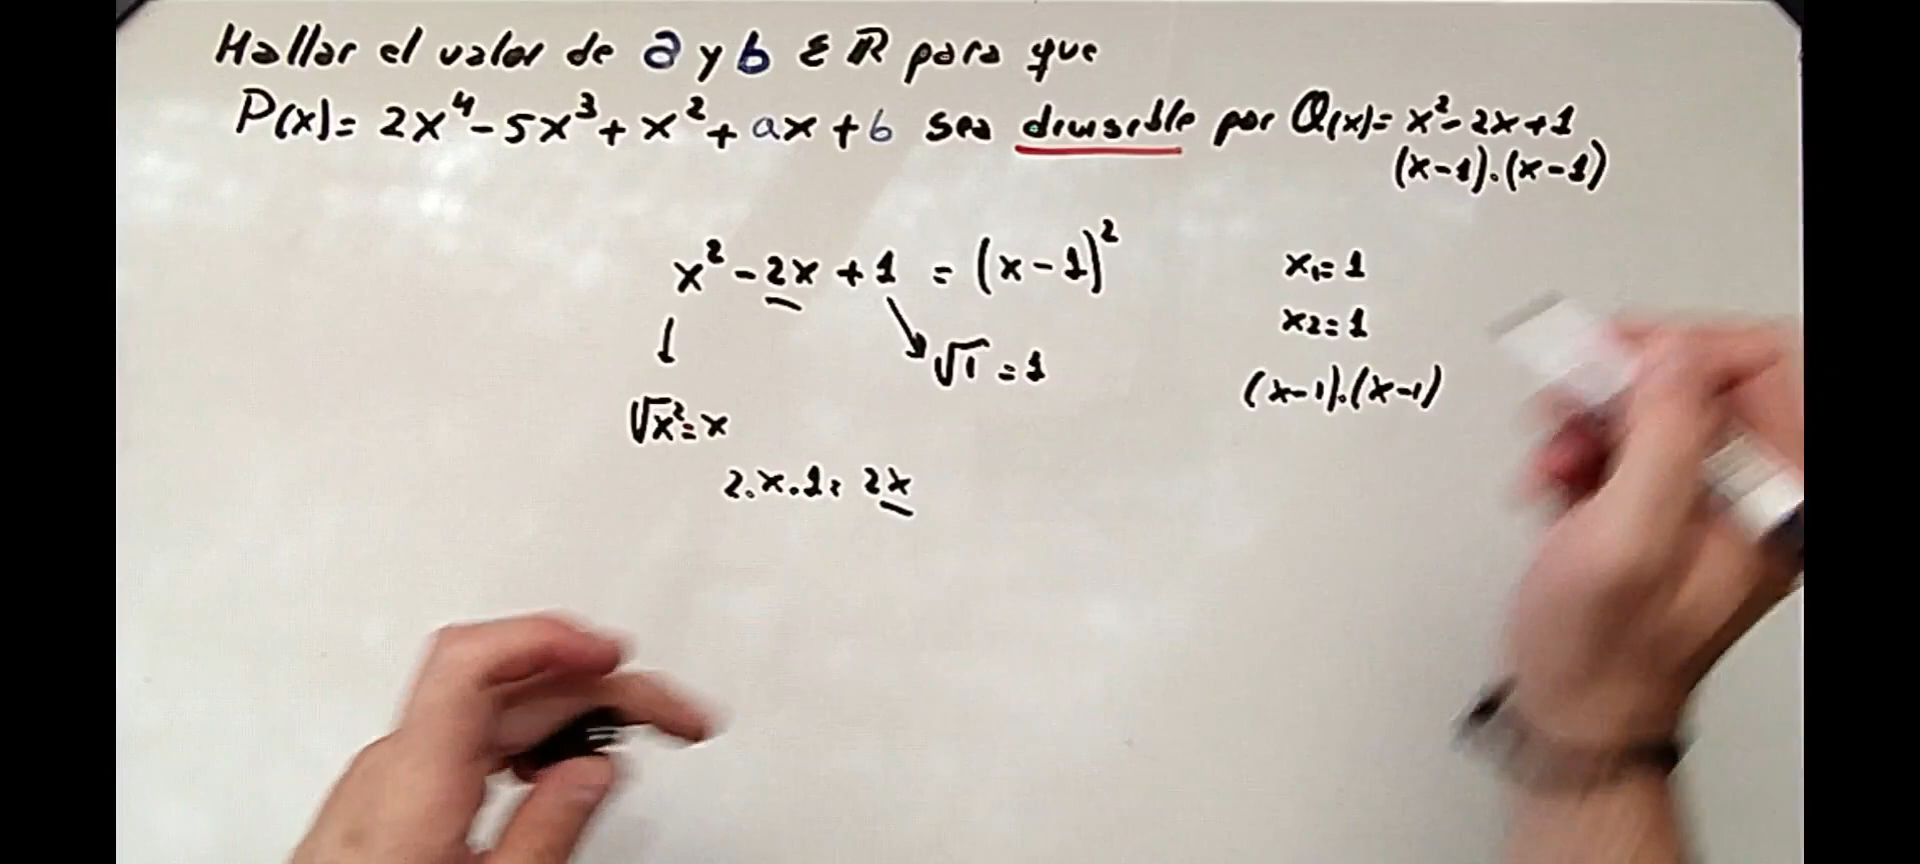 Hallar el valor de a y b ∈ ℝ para que
P(x)= 2x⁴-5x³+x²+ax+b sea divisible por Q(x)= x²-2x+1
(x-1).(x-1)
x²-2x+1 = (x-1)²
x₁=1
x₂=1
√1 = 1
(x-1).(x-1)
√x²=x
2.x.1= 2x